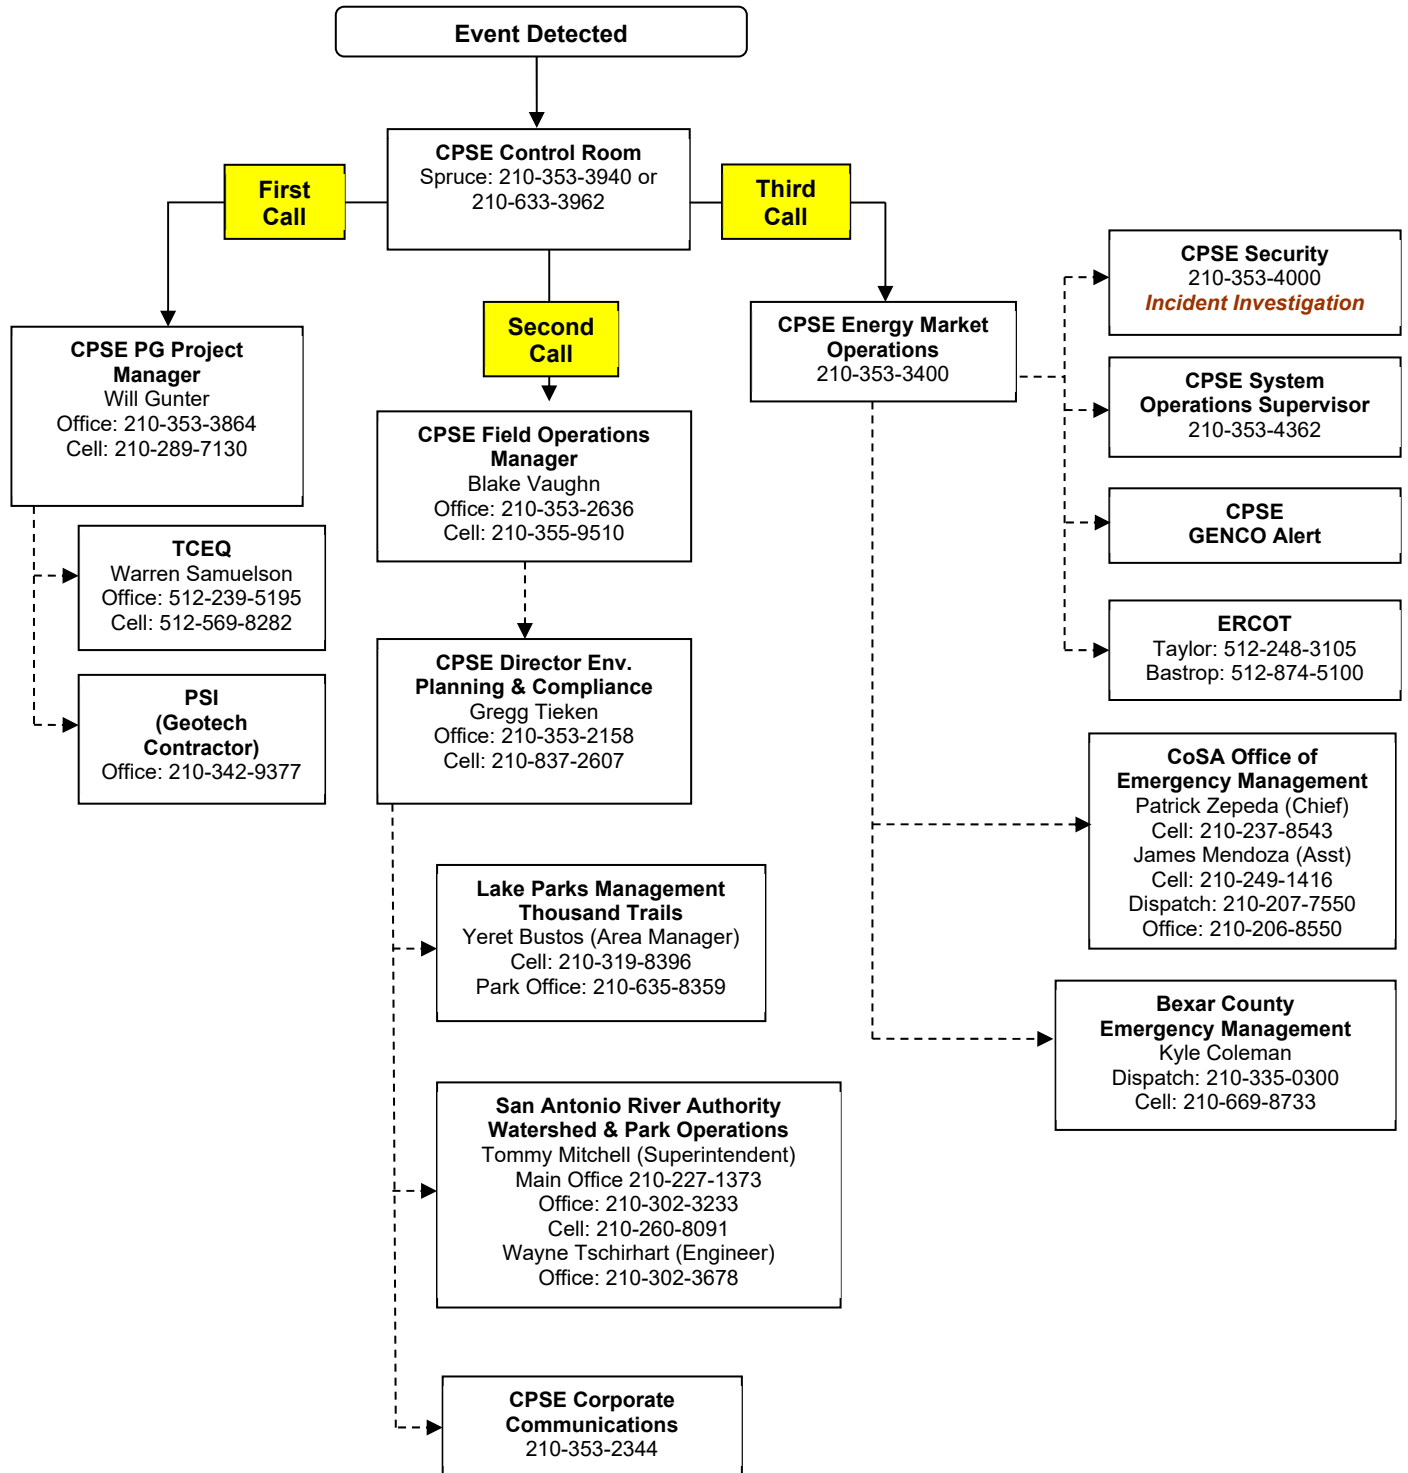 Event Detected
CPSE Control Room
Spruce: 210-353-3940 or
210-633-3962
First
Call
Third
Call
Second
Call
CPSE PG Project
Manager
Will Gunter
Office: 210-353-3864
Cell: 210-289-7130
TCEQ
Warren Samuelson
Office: 512-239-5195
Cell: 512-569-8282
PSI
(Geotech
Contractor)
Office: 210-342-9377
CPSE Field Operations
Manager
Blake Vaughn
Office: 210-353-2636
Cell: 210-355-9510
CPSE Director Env.
Planning & Compliance
Gregg Tieken
Office: 210-353-2158
Cell: 210-837-2607
Lake Parks Management
Thousand Trails
Yeret Bustos (Area Manager)
Cell: 210-319-8396
Park Office: 210-635-8359
San Antonio River Authority
Watershed & Park Operations
Tommy Mitchell (Superintendent)
Main Office 210-227-1373
Office: 210-302-3233
Cell: 210-260-8091
Wayne Tschirhart (Engineer)
Office: 210-302-3678
CPSE Corporate
Communications
210-353-2344
CPSE Energy Market
Operations
210-353-3400
CPSE Security
210-353-4000
Incident Investigation
CPSE System
Operations Supervisor
210-353-4362
CPSE
GENCO Alert
ERCOT
Taylor: 512-248-3105
Bastrop: 512-874-5100
CoSA Office of
Emergency Management
Patrick Zepeda (Chief)
Cell: 210-237-8543
James Mendoza (Asst)
Cell: 210-249-1416
Dispatch: 210-207-7550
Office: 210-206-8550
Bexar County
Emergency Management
Kyle Coleman
Dispatch: 210-335-0300
Cell: 210-669-8733